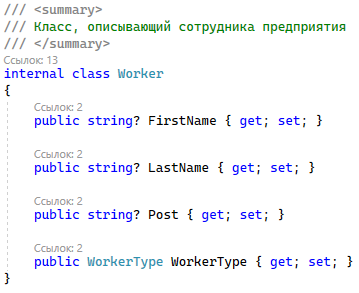 /// <summary>
/// Класс, описывающий сотрудника предприятия
/// </summary>
Ссылок: 13
internal class Worker
{
Ссылок: 2
public string? FirstName { get; set; }
Ссылок: 2
public string? LastName { get; set; }
Ссылок: 2
public string? Post { get; set; }
Ссылок: 2
public WorkerType WorkerType { get; set; }
}